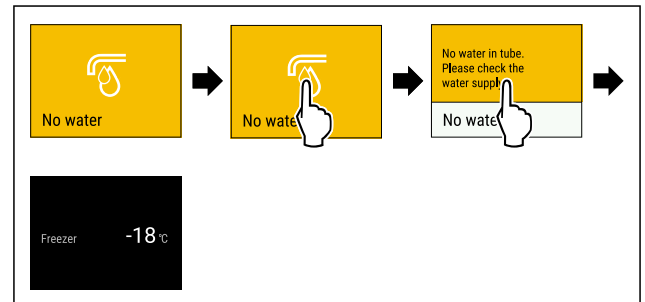 No water
No wate
No water in tube.
Please check the
water suppl
No wate
Freezer -18 °C